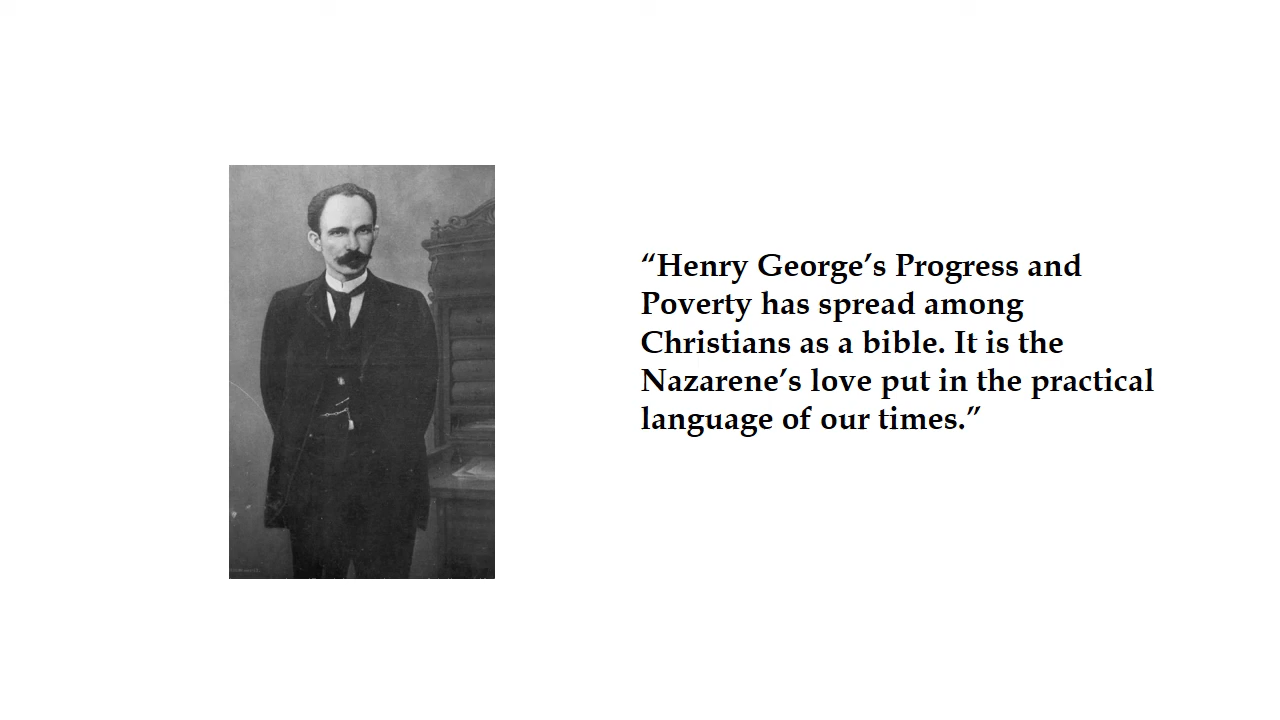 “Henry George’s Progress and
Poverty has spread among
Christians as a bible. It is the
Nazarene’s love put in the practical
language of our times.”